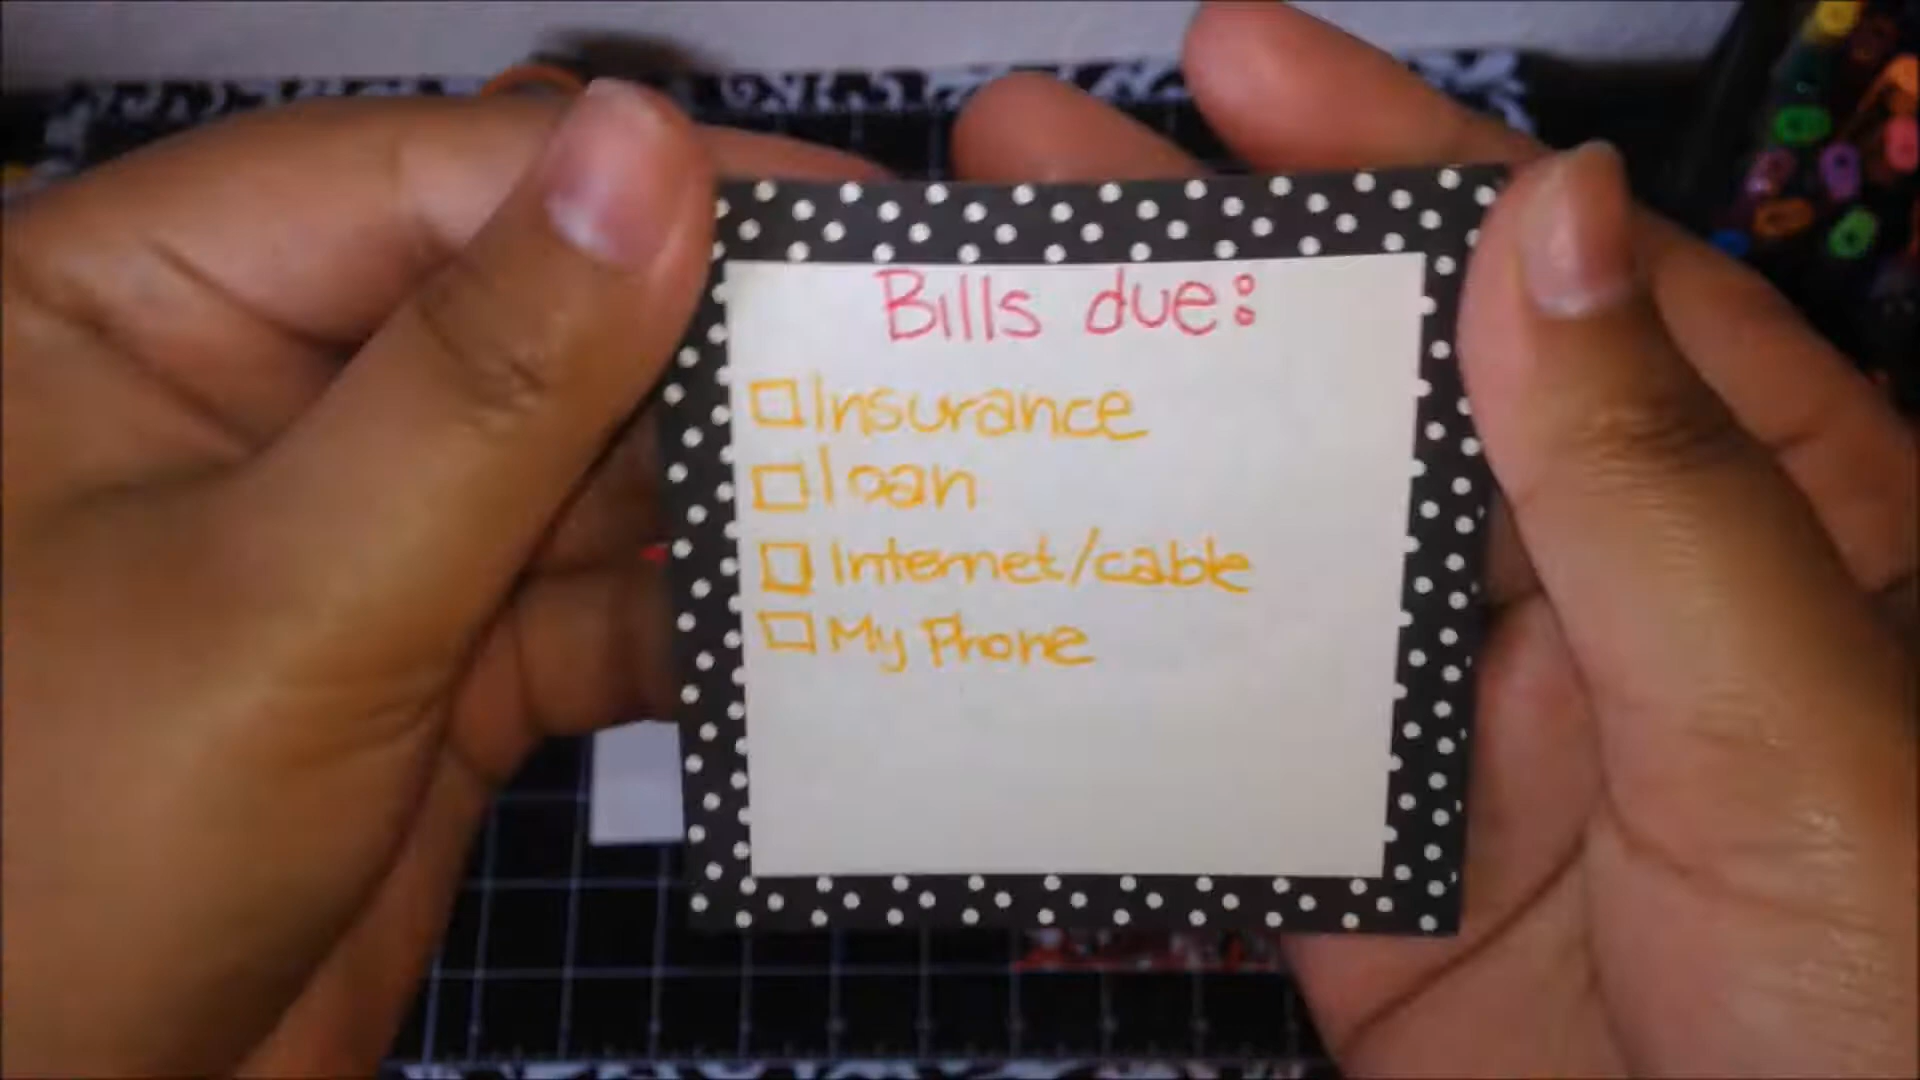 Bills due:
Insurance
loan
Internet/cable
My Phone